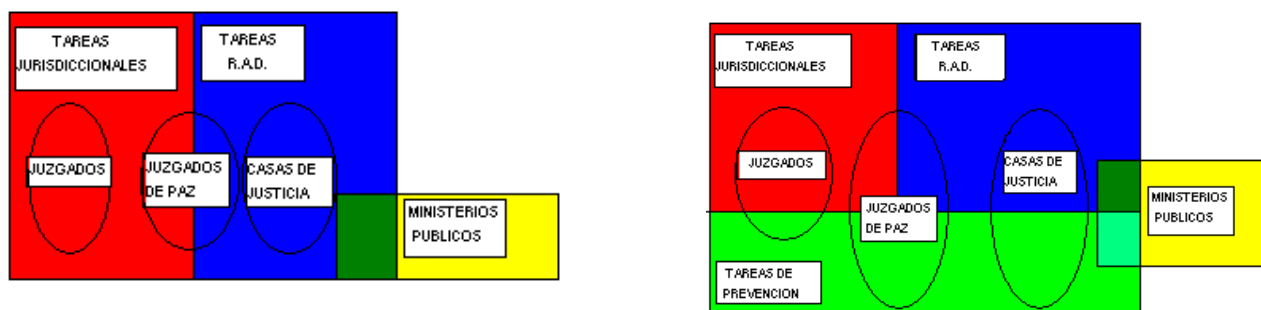 TAREAS
JURISDICCIONALES
TAREAS
R.A.D.
JUZGADOS
JUZGADOS
DE PAZ
CASAS DE
JUSTICIA
MINISTERIOS
PUBLICOS
TAREAS
JURISDICCIONALES
TAREAS
R.A.D.
JUZGADOS
CASAS DE
JUSTICIA
JUZGADOS
DE PAZ
MINISTERIOS
PUBLICOS
TAREAS DE
PREVENCION